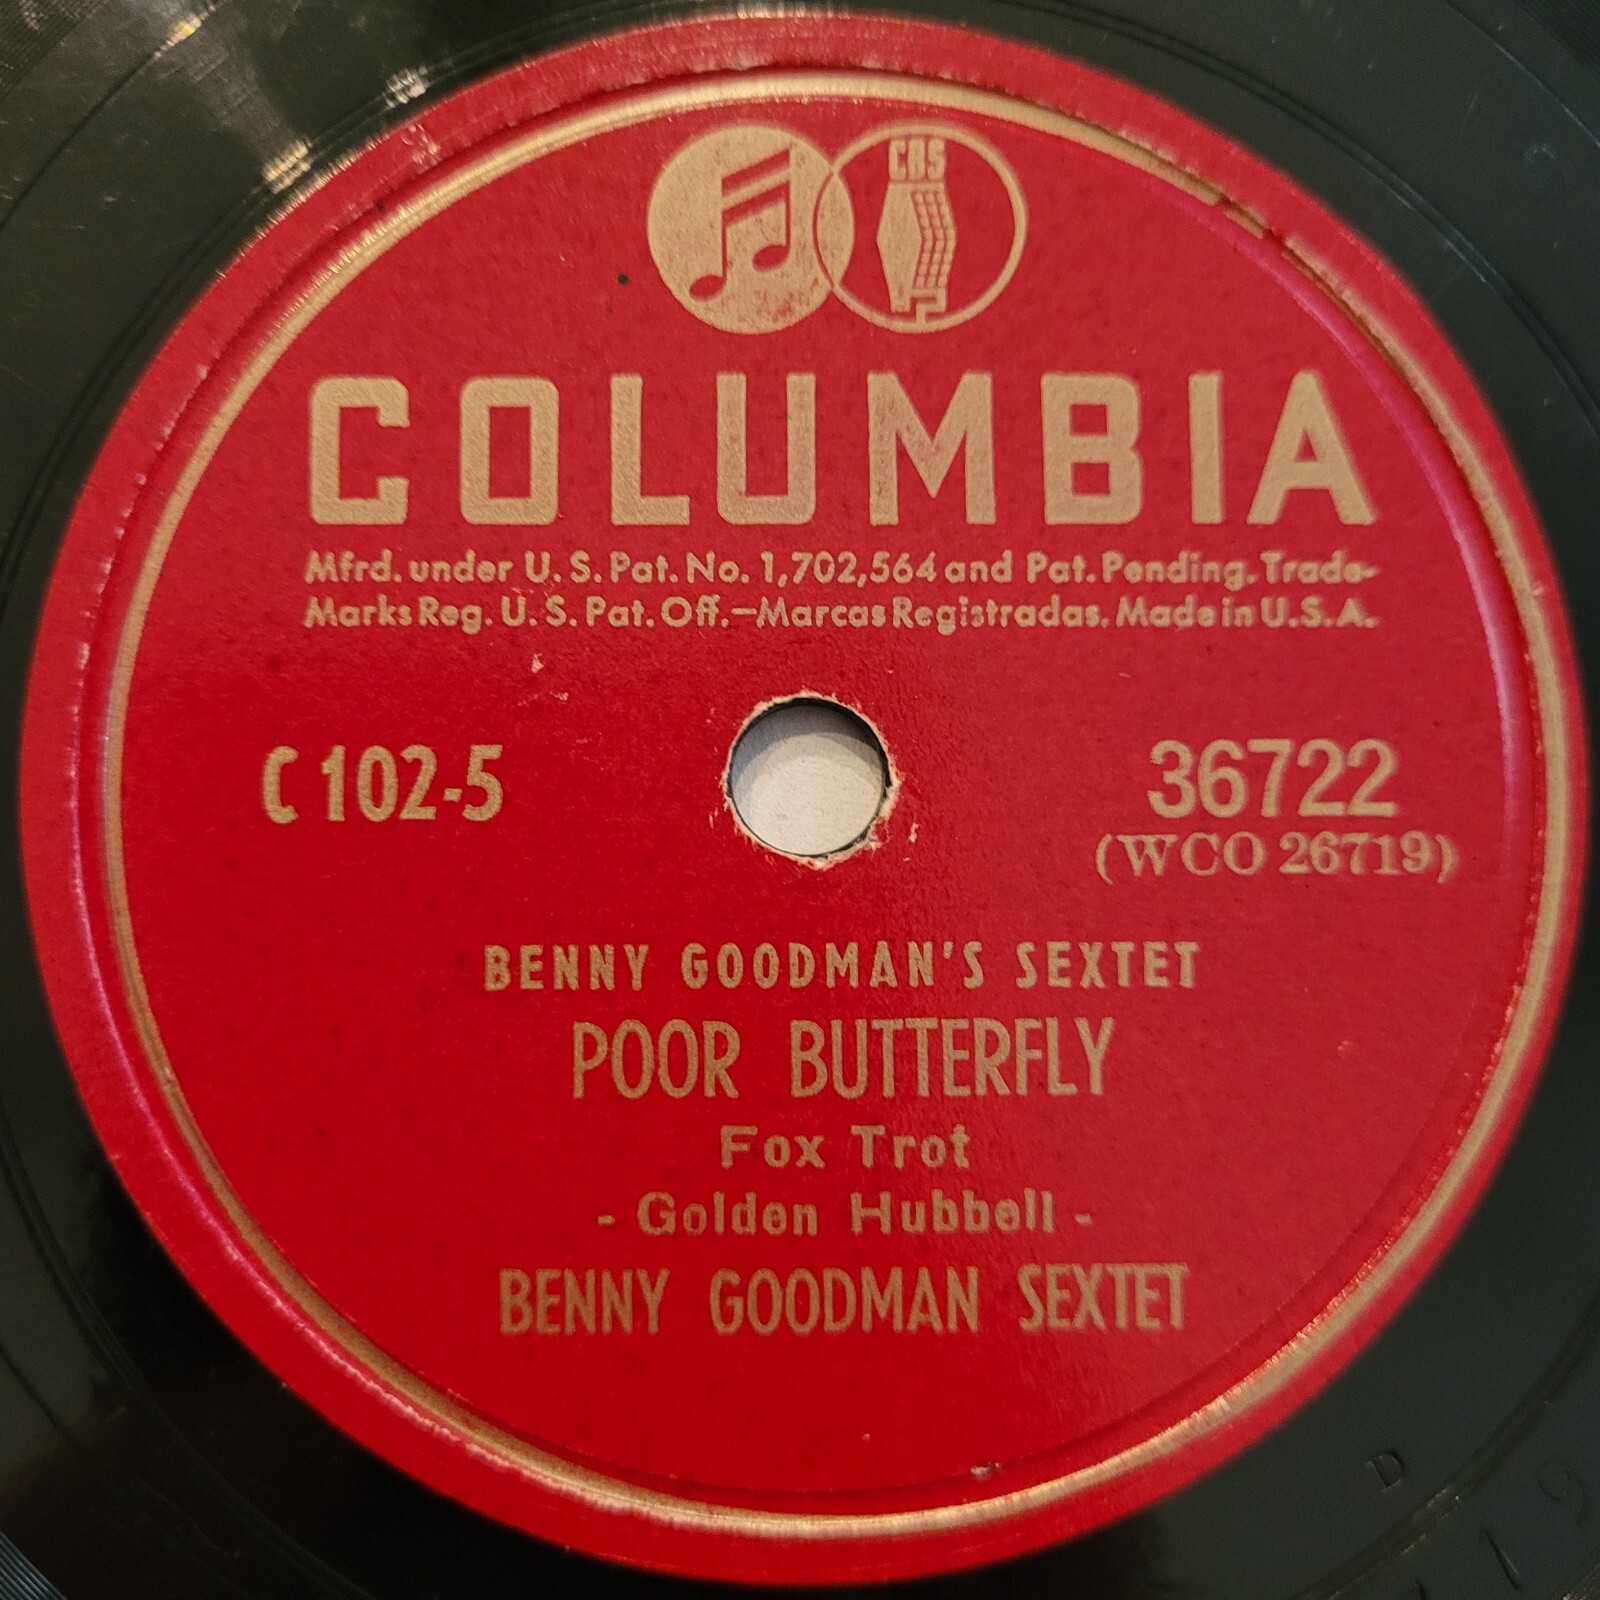 CBS
COLUMBIA
Mfrd. under U. S. Pat. No. 1,702,564 and Pat. Pending. Trade-
Marks Reg. U. S. Pat. Off.—Marcas Registradas. Made in U.S.A.
C 102-5
36722
(WCO 26719)
BENNY GOODMAN'S SEXTET
POOR BUTTERFLY
Fox Trot
- Golden Hubbell -
BENNY GOODMAN SEXTET
D